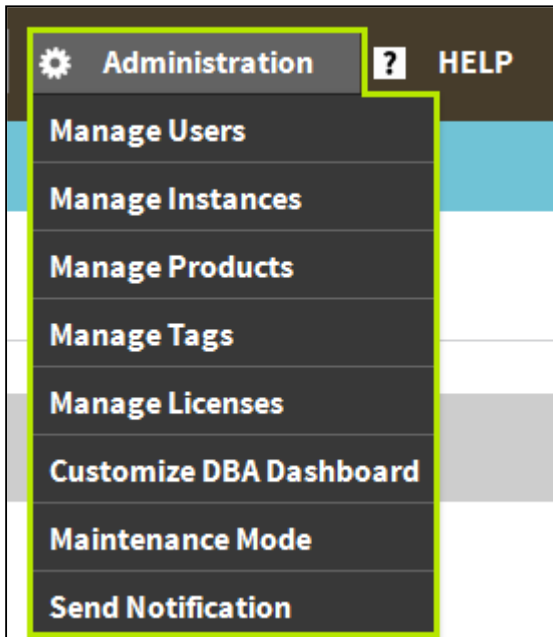 Administration ? HELP
Manage Users
Manage Instances
Manage Products
Manage Tags
Manage Licenses
Customize DBA Dashboard
Maintenance Mode
Send Notification